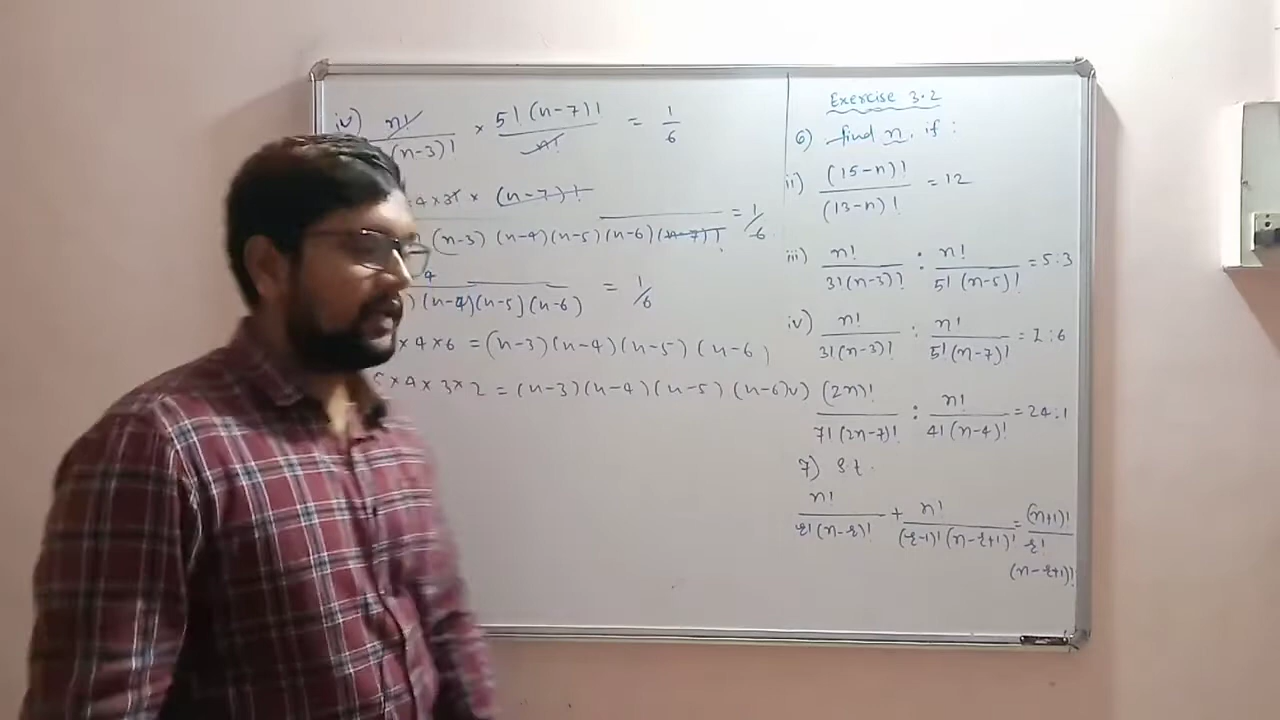 iv) n! / (n-3)! × 5! (n-7)! / n! = 1/6
4 × 3! × (n-7)!
(n-3) (n-4)(n-5)(n-6)(n-7)! = 1/6
4
) (n-4)(n-5)(n-6) = 1/6
× 4 × 6 = (n-3)(n-4)(n-5) (n-6)
5 × 4 × 3 × 2 = (n-3)(n-4)(n-5)(n-6)
Exercise 3.2
6) find n, if :
ii) (15-n)! / (13-n)! = 12
iii) n! / 3!(n-3)! : n! / 5! (n-5)! = 5:3
iv) n! / 3!(n-3)! : n! / 5!(n-7)! = 1:6
v) (2n)! / 7!(2n-7)! : n! / 4!(n-4)! = 24:1
7) S.t.
n! / r!(n-r)! + n! / (r-1)! (n-r+1)! = (n+1)! / r! (n-r+1)!